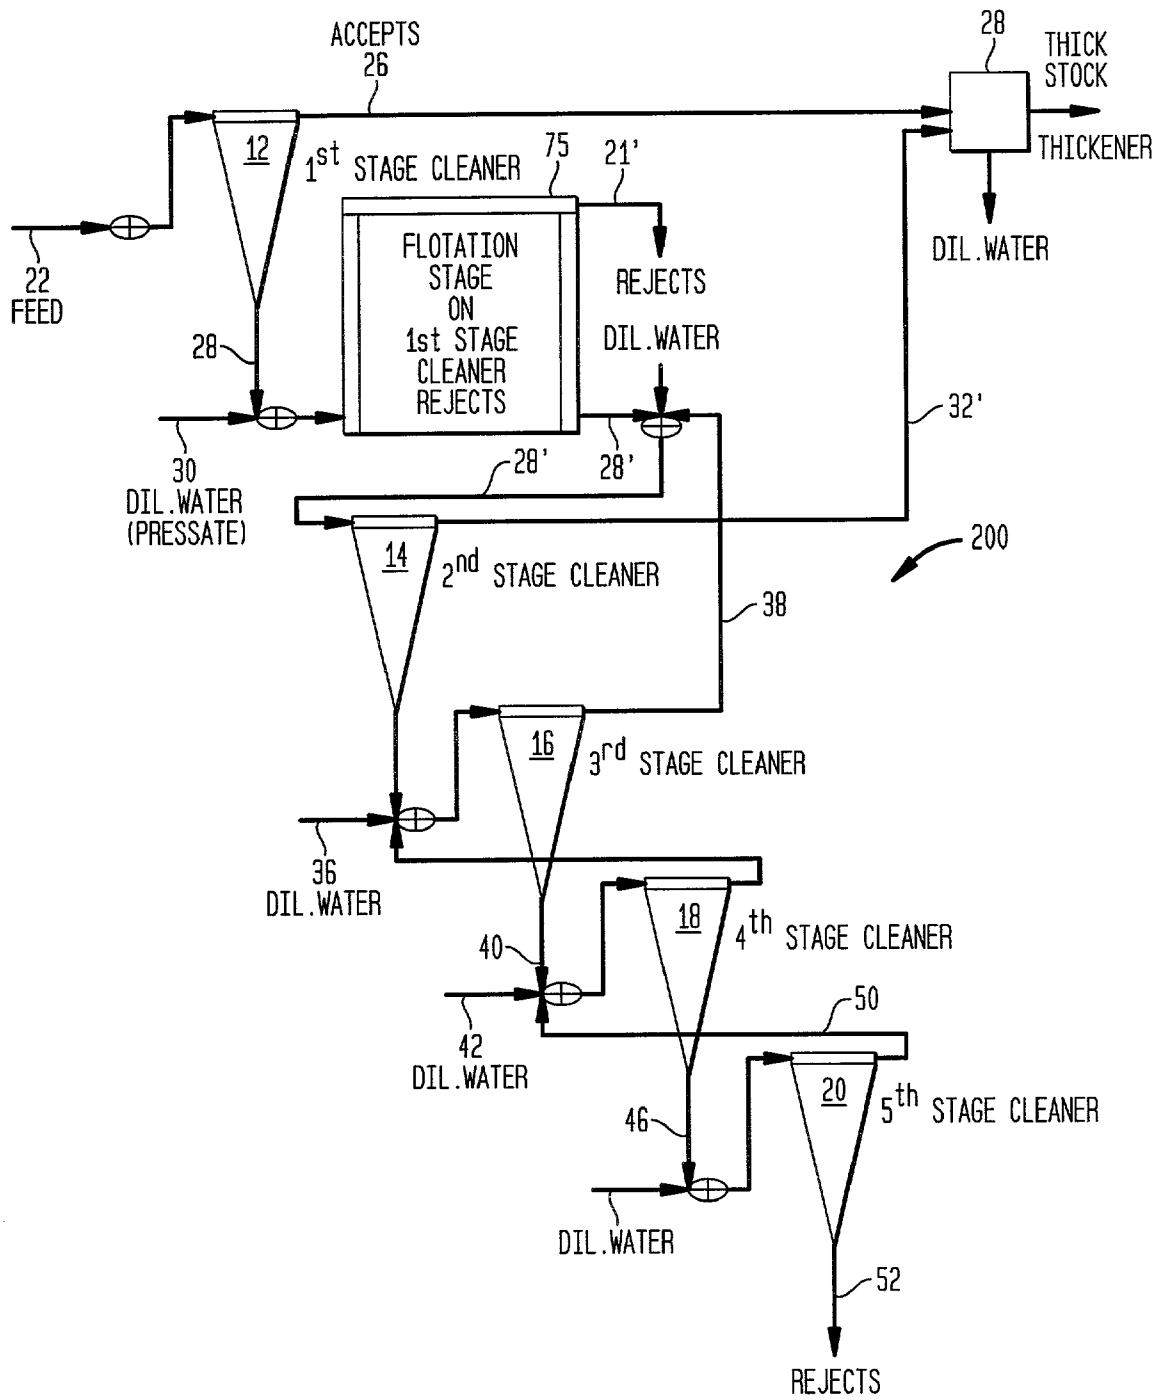 ACCEPTS
26
28
THICK
STOCK
THICKENER
DIL.WATER
12
1st STAGE CLEANER
75
21'
22
FEED
FLOTATION
STAGE
ON
1st STAGE
CLEANER
REJECTS
REJECTS
DIL.WATER
28
30
DIL.WATER
(PRESSATE)
28'
28'
32'
14
2nd STAGE CLEANER
200
38
16
3rd STAGE CLEANER
36
DIL.WATER
18
4th STAGE CLEANER
40
42
DIL.WATER
50
20
5th STAGE CLEANER
46
DIL.WATER
52
REJECTS